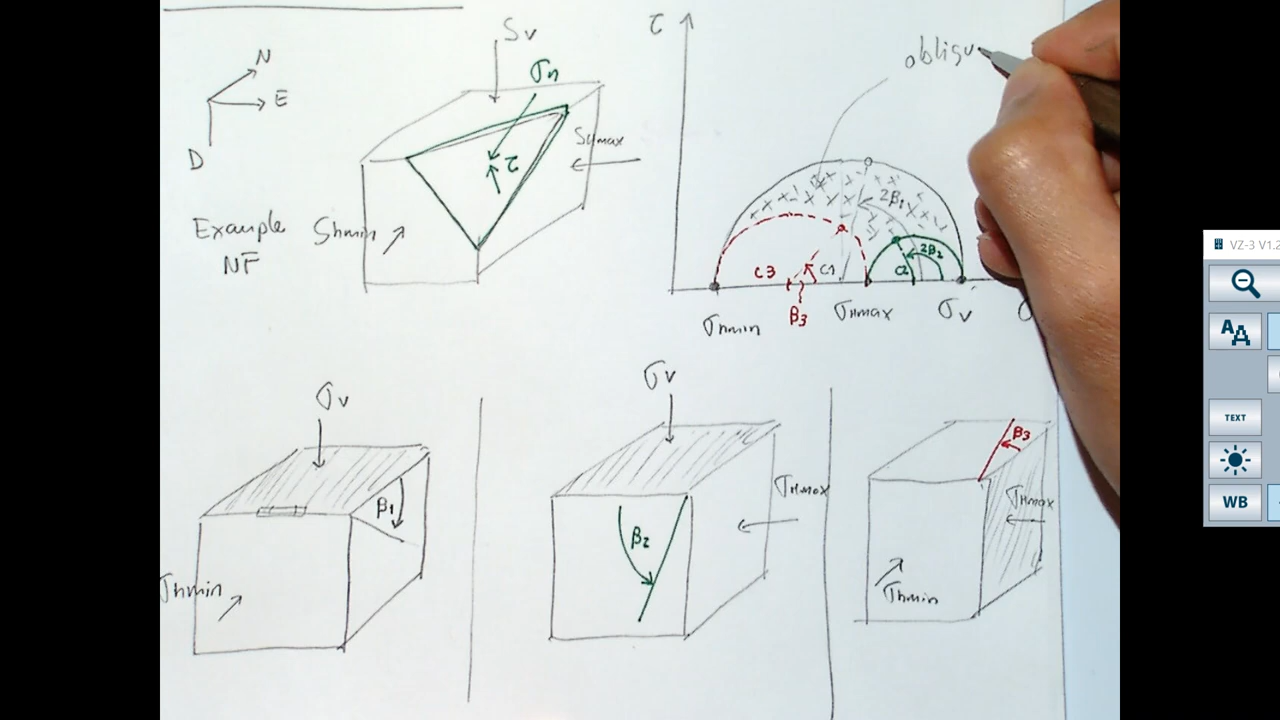 N
E
D
Example
NF
Sv
σn
τ
SHmax
Shmin
τ
obliqu
2β1
2β2
C3
C1
C2
β3
σhmin
σHmax
σv
σv
β1
σhmin
σv
β2
σHmax
β3
σHmax
σhmin
VZ-3 V1.2
AA
TEXT
WB